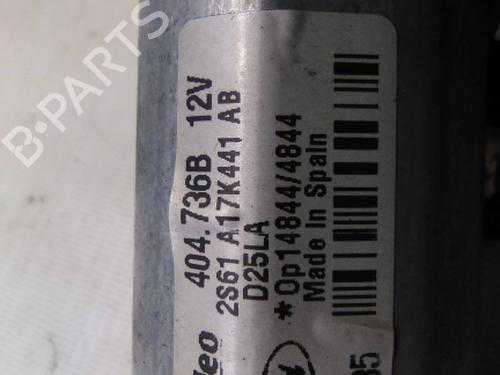 B-PARTS
404.736B 12V
2S61 A17K441 AB
D25LA
*Op14844/4844
Made In Spain